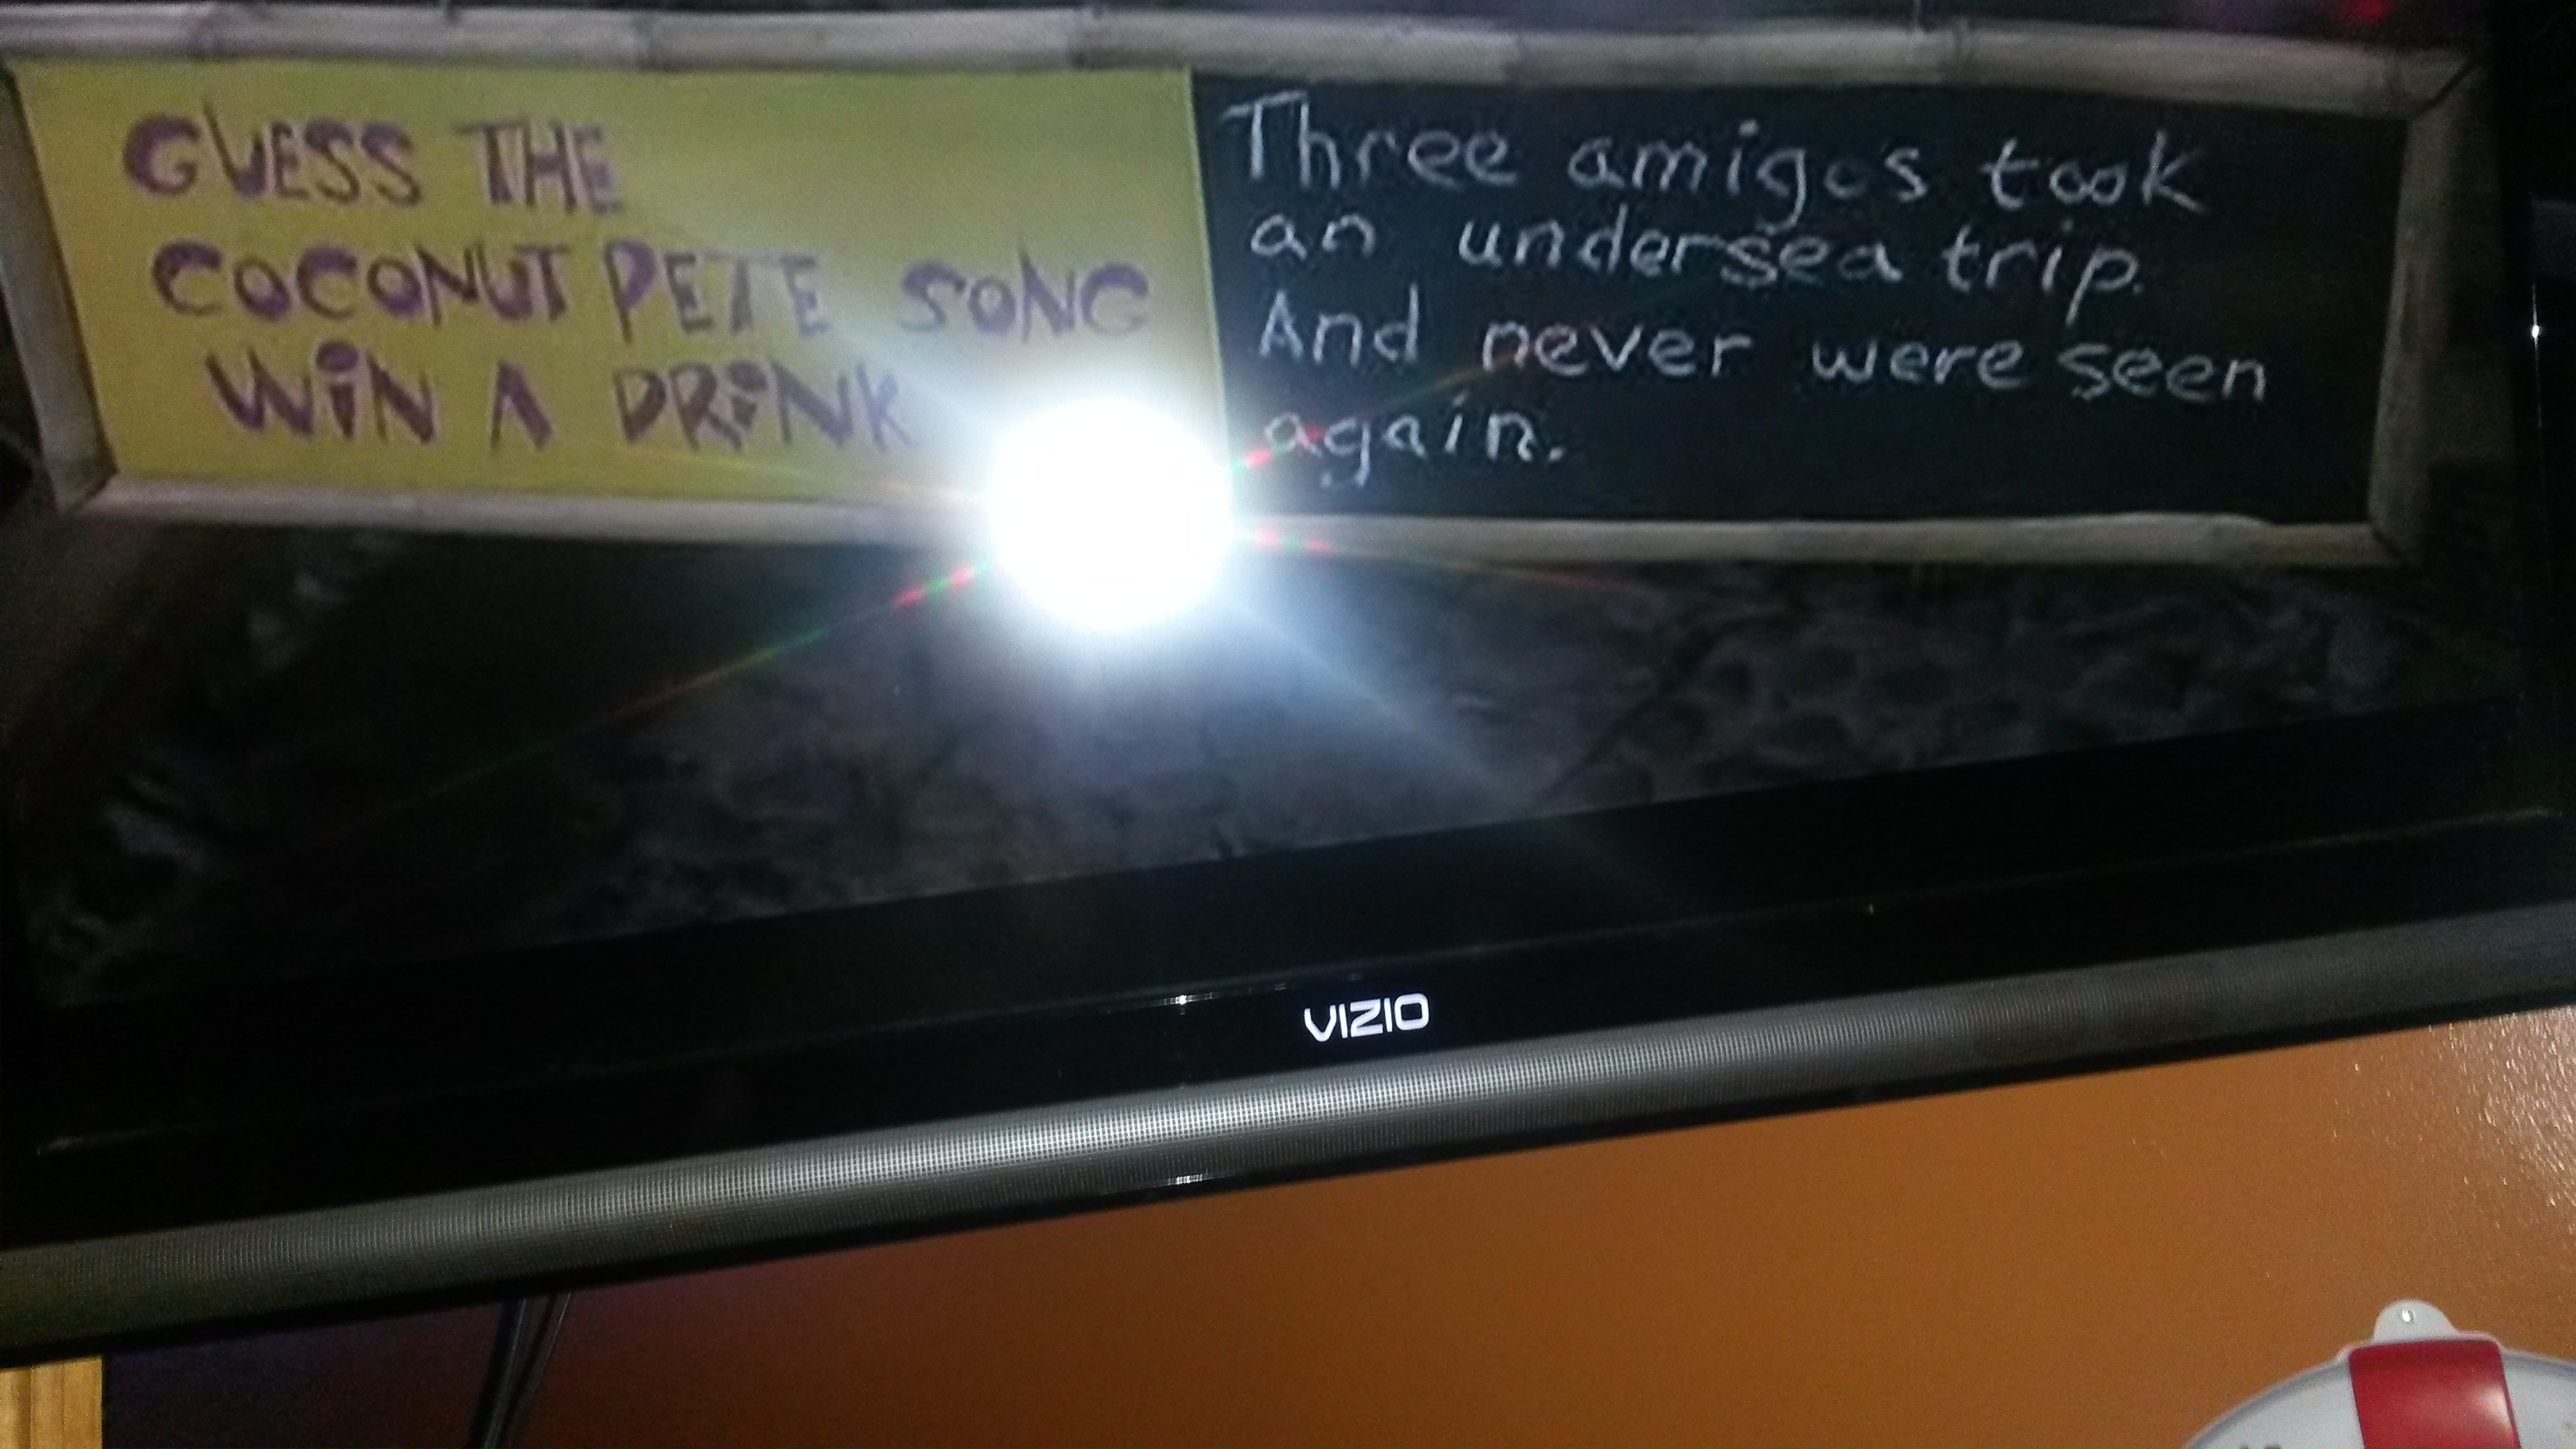 GUESS THE
COCONUT PETE SONG
WiN A DRiNK
Three amigos took
an undersea trip.
And never were seen
again.
VIZIO